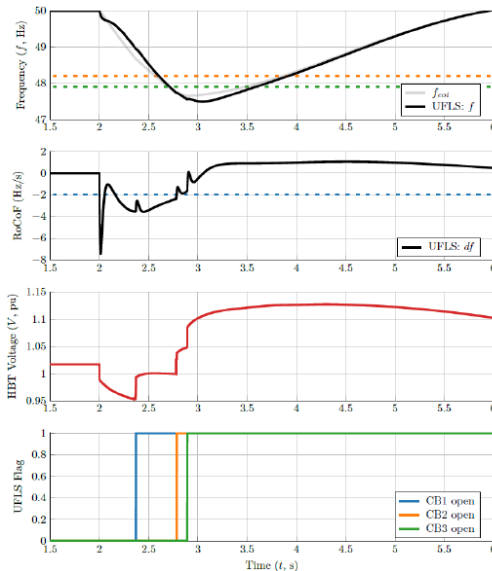 50
49
48
47
Frequency (f, Hz)
f_coi
UFLS: f
1.5 2 2.5 3 3.5 4 4.5 5 5.5 6
2
0
−2
−4
−6
−8
RoCoF (Hz/s)
UFLS: df
1.5 2 2.5 3 3.5 4 4.5 5 5.5 6
1.15
1.1
1.05
1
0.95
HBT Voltage (V, pu)
1.5 2 2.5 3 3.5 4 4.5 5 5.5 6
1
0.8
0.6
0.4
0.2
0
UFLS Flag
CB1 open
CB2 open
CB3 open
1.5 2 2.5 3 3.5 4 4.5 5 5.5 6
Time (t, s)